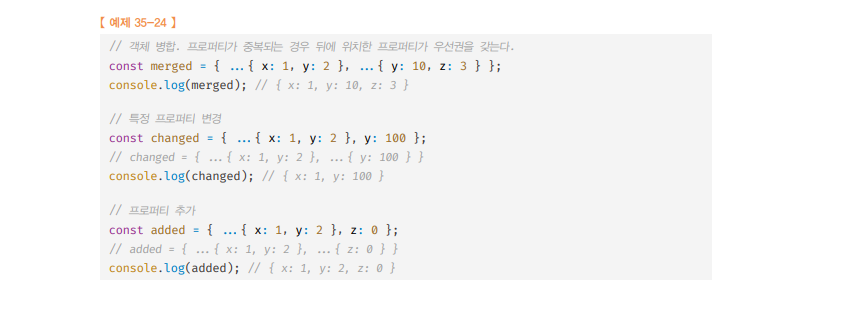 【 예제 35-24 】
// 객체 병합. 프로퍼티가 중복되는 경우 뒤에 위치한 프로퍼티가 우선권을 갖는다.
const merged = { ...{ x: 1, y: 2 }, ...{ y: 10, z: 3 } };
console.log(merged); // { x: 1, y: 10, z: 3 }
// 특정 프로퍼티 변경
const changed = { ...{ x: 1, y: 2 }, y: 100 };
// changed = { ...{ x: 1, y: 2 }, ...{ y: 100 } }
console.log(changed); // { x: 1, y: 100 }
// 프로퍼티 추가
const added = { ...{ x: 1, y: 2 }, z: 0 };
// added = { ...{ x: 1, y: 2 }, ...{ z: 0 } }
console.log(added); // { x: 1, y: 2, z: 0 }